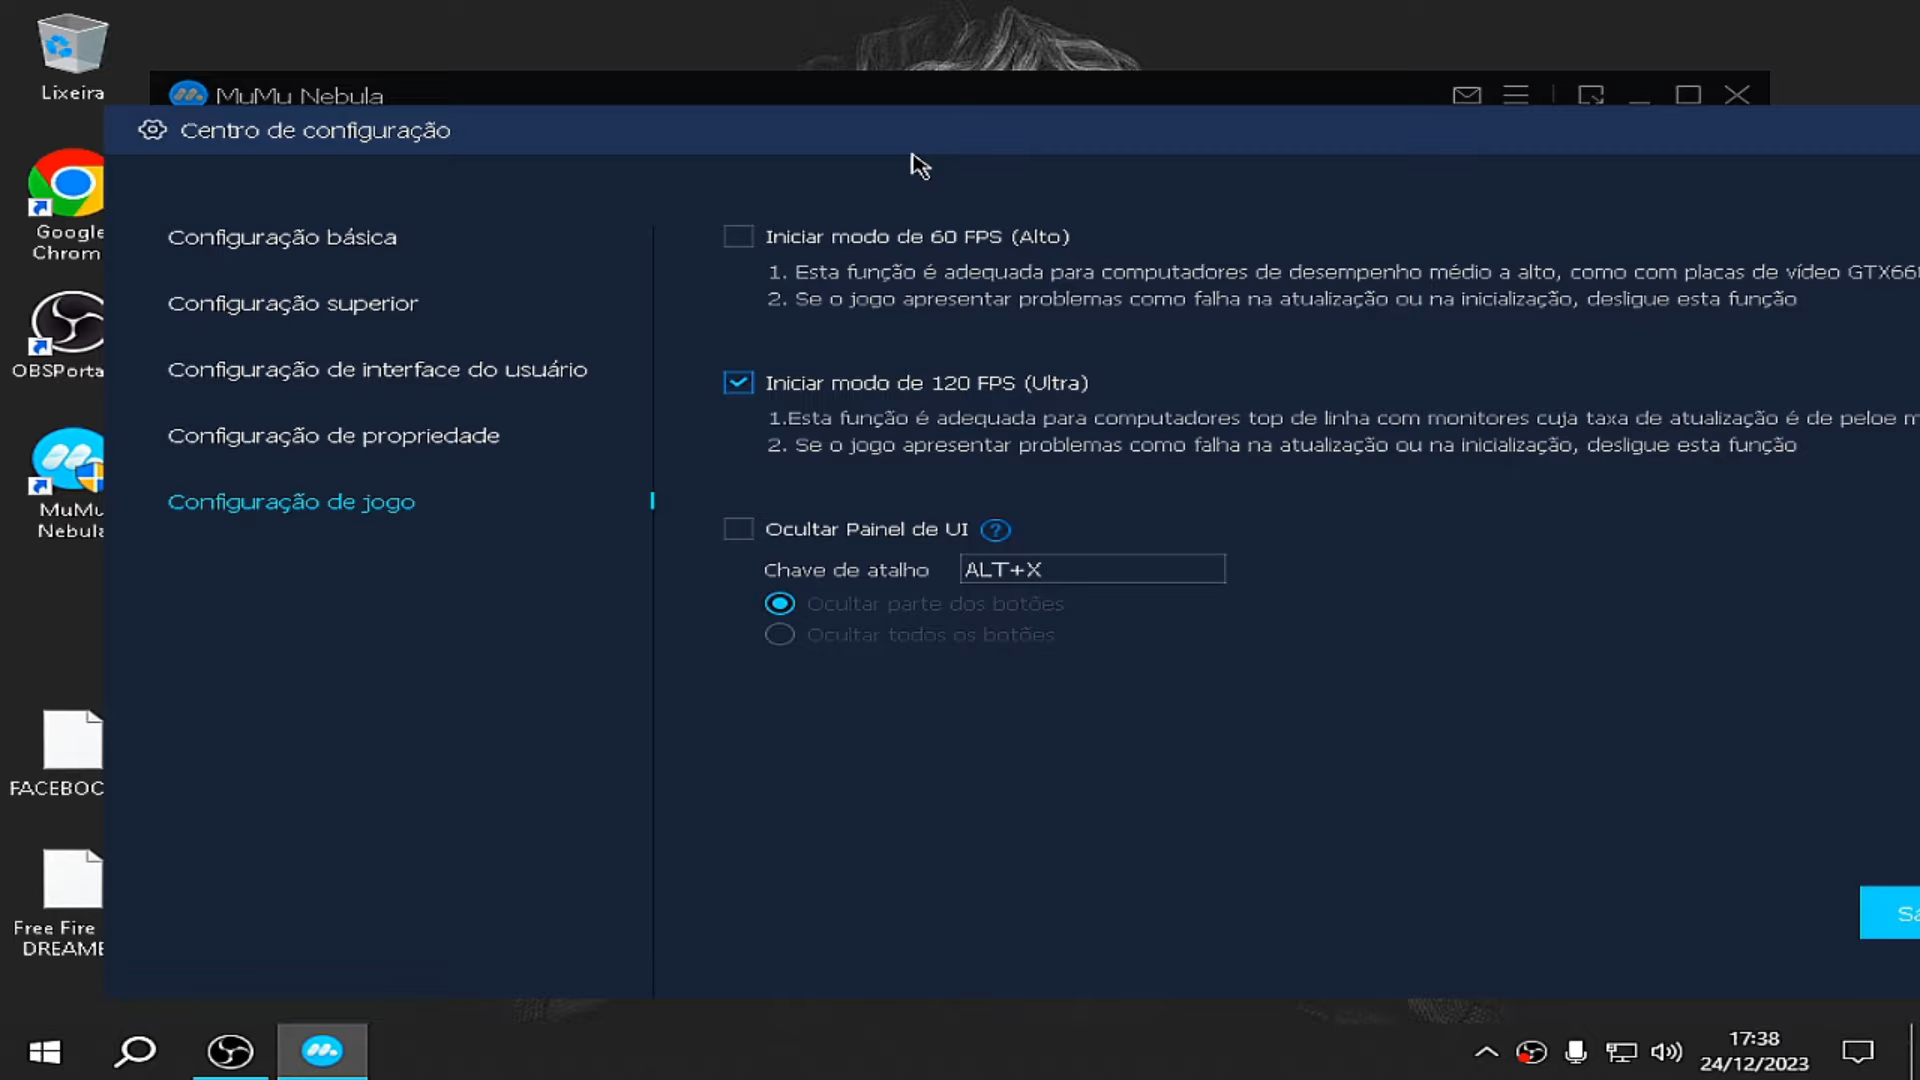 Lixeira
MuMu Nebula
Centro de configuração
Google
Chrom
Configuração básica
Configuração superior
OBSPorta
Configuração de interface do usuário
Configuração de propriedade
MuMu
Nebula
Configuração de jogo
Iniciar modo de 60 FPS (Alto)
1. Esta função é adequada para computadores de desempenho médio a alto, como com placas de vídeo GTX66
2. Se o jogo apresentar problemas como falha na atualização ou na inicialização, desligue esta função
Iniciar modo de 120 FPS (Ultra)
1.Esta função é adequada para computadores top de linha com monitores cuja taxa de atualização é de peloe m
2. Se o jogo apresentar problemas como falha na atualização ou na inicialização, desligue esta função
Ocultar Painel de UI ?
Chave de atalho ALT+X
Ocultar parte dos botões
Ocultar todos os botões
FACEBOC
Free Fire
DREAME
Sa
17:38
24/12/2023